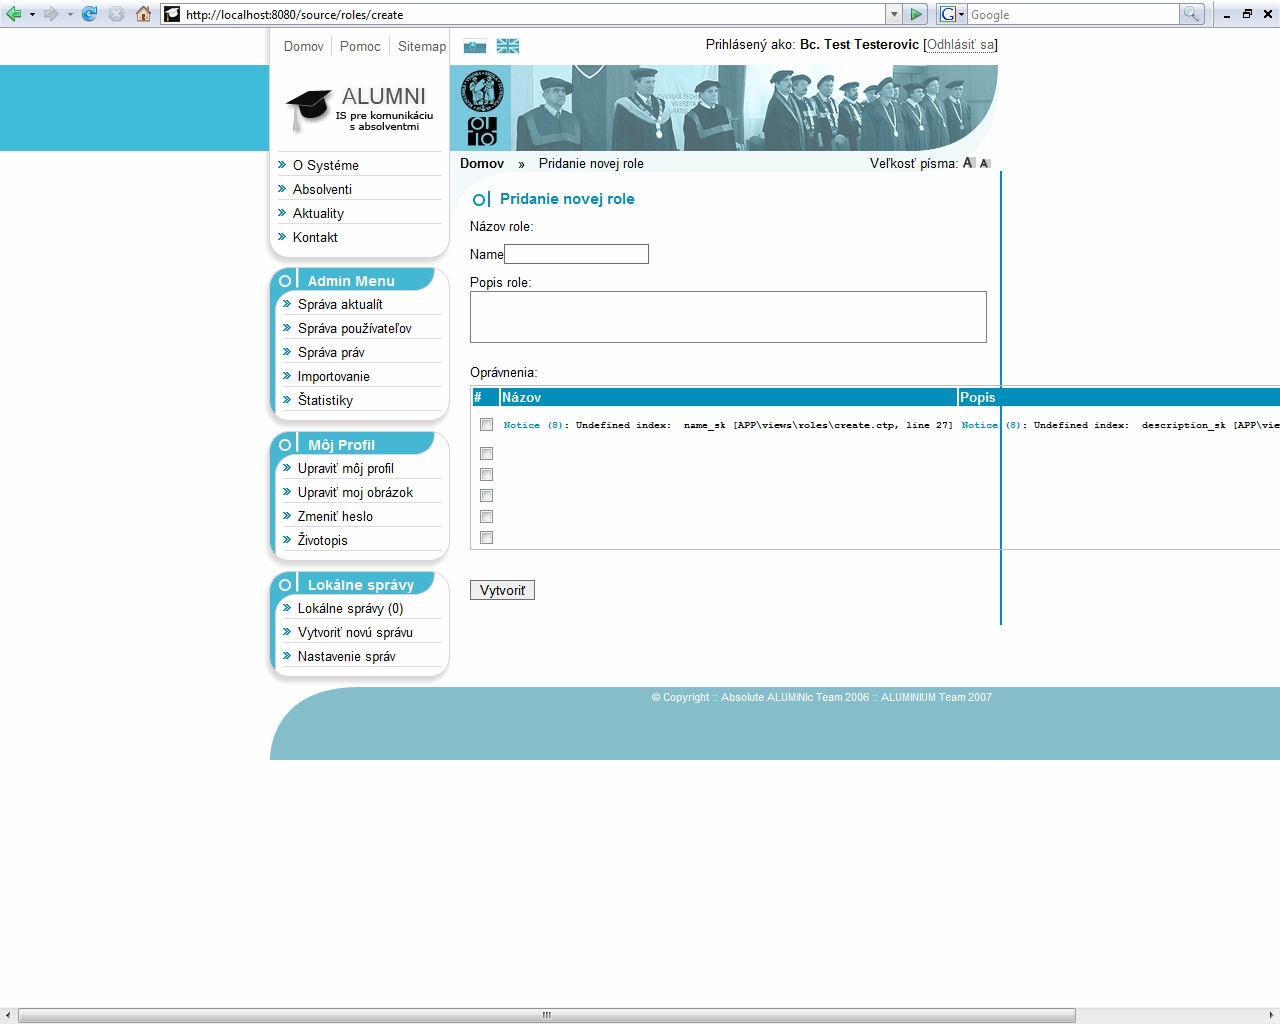 http://localhost:8080/source/roles/create
Google
Domov Pomoc Sitemap
Prihlásený ako: Bc. Test Testerovic [Odhlásiť sa]
ALUMNI
IS pre komunikáciu
s absolventmi
Domov » Pridanie novej role
Veľkosť písma: A A
O Systéme
Absolventi
Aktuality
Kontakt
Admin Menu
Správa aktualít
Správa používateľov
Správa práv
Importovanie
Štatistiky
Môj Profil
Upraviť môj profil
Upraviť moj obrázok
Zmeniť heslo
Životopis
Lokálne správy
Lokálne správy (0)
Vytvoriť novú správu
Nastavenie správ
Pridanie novej role
Názov role:
Name
Popis role:
Oprávnenia:
# Názov Popis
Notice (8): Undefined index: name_sk [APP\views\roles\create.ctp, line 27] Notice (8): Undefined index: description_sk [APP\vie
Vytvoriť
© Copyright :: Absolute ALUMiNIc Team 2006 :: ALUMINIUM Team 2007